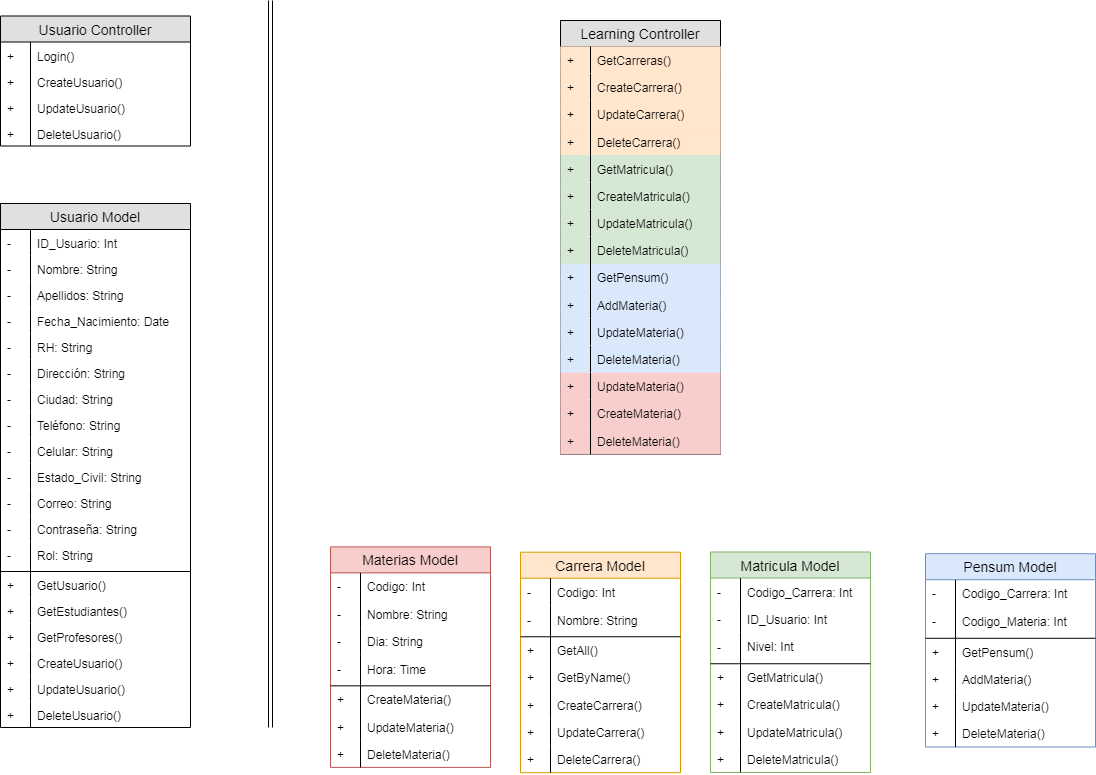 Usuario Controller
+ Login()
+ CreateUsuario()
+ UpdateUsuario()
+ DeleteUsuario()
Usuario Model
- ID_Usuario: Int
- Nombre: String
- Apellidos: String
- Fecha_Nacimiento: Date
- RH: String
- Dirección: String
- Ciudad: String
- Teléfono: String
- Celular: String
- Estado_Civil: String
- Correo: String
- Contraseña: String
- Rol: String
+ GetUsuario()
+ GetEstudiantes()
+ GetProfesores()
+ CreateUsuario()
+ UpdateUsuario()
+ DeleteUsuario()
Learning Controller
+ GetCarreras()
+ CreateCarrera()
+ UpdateCarrera()
+ DeleteCarrera()
+ GetMatricula()
+ CreateMatricula()
+ UpdateMatricula()
+ DeleteMatricula()
+ GetPensum()
+ AddMateria()
+ UpdateMateria()
+ DeleteMateria()
+ UpdateMateria()
+ CreateMateria()
+ DeleteMateria()
Materias Model
- Codigo: Int
- Nombre: String
- Dia: String
- Hora: Time
+ CreateMateria()
+ UpdateMateria()
+ DeleteMateria()
Carrera Model
- Codigo: Int
- Nombre: String
+ GetAll()
+ GetByName()
+ CreateCarrera()
+ UpdateCarrera()
+ DeleteCarrera()
Matricula Model
- Codigo_Carrera: Int
- ID_Usuario: Int
- Nivel: Int
+ GetMatricula()
+ CreateMatricula()
+ UpdateMatricula()
+ DeleteMatricula()
Pensum Model
- Codigo_Carrera: Int
- Codigo_Materia: Int
+ GetPensum()
+ AddMateria()
+ UpdateMateria()
+ DeleteMateria()